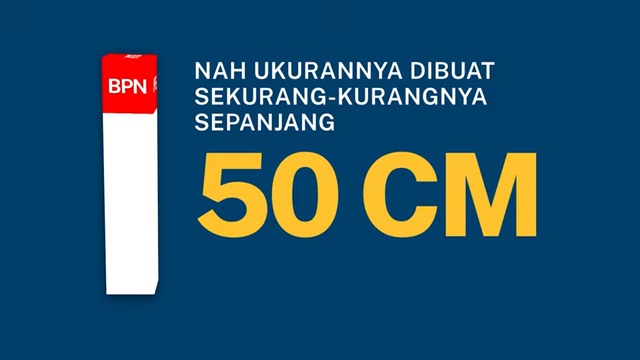 BPN
NAH UKURANNYA DIBUAT
SEKURANG-KURANGNYA
SEPANJANG
50 CM